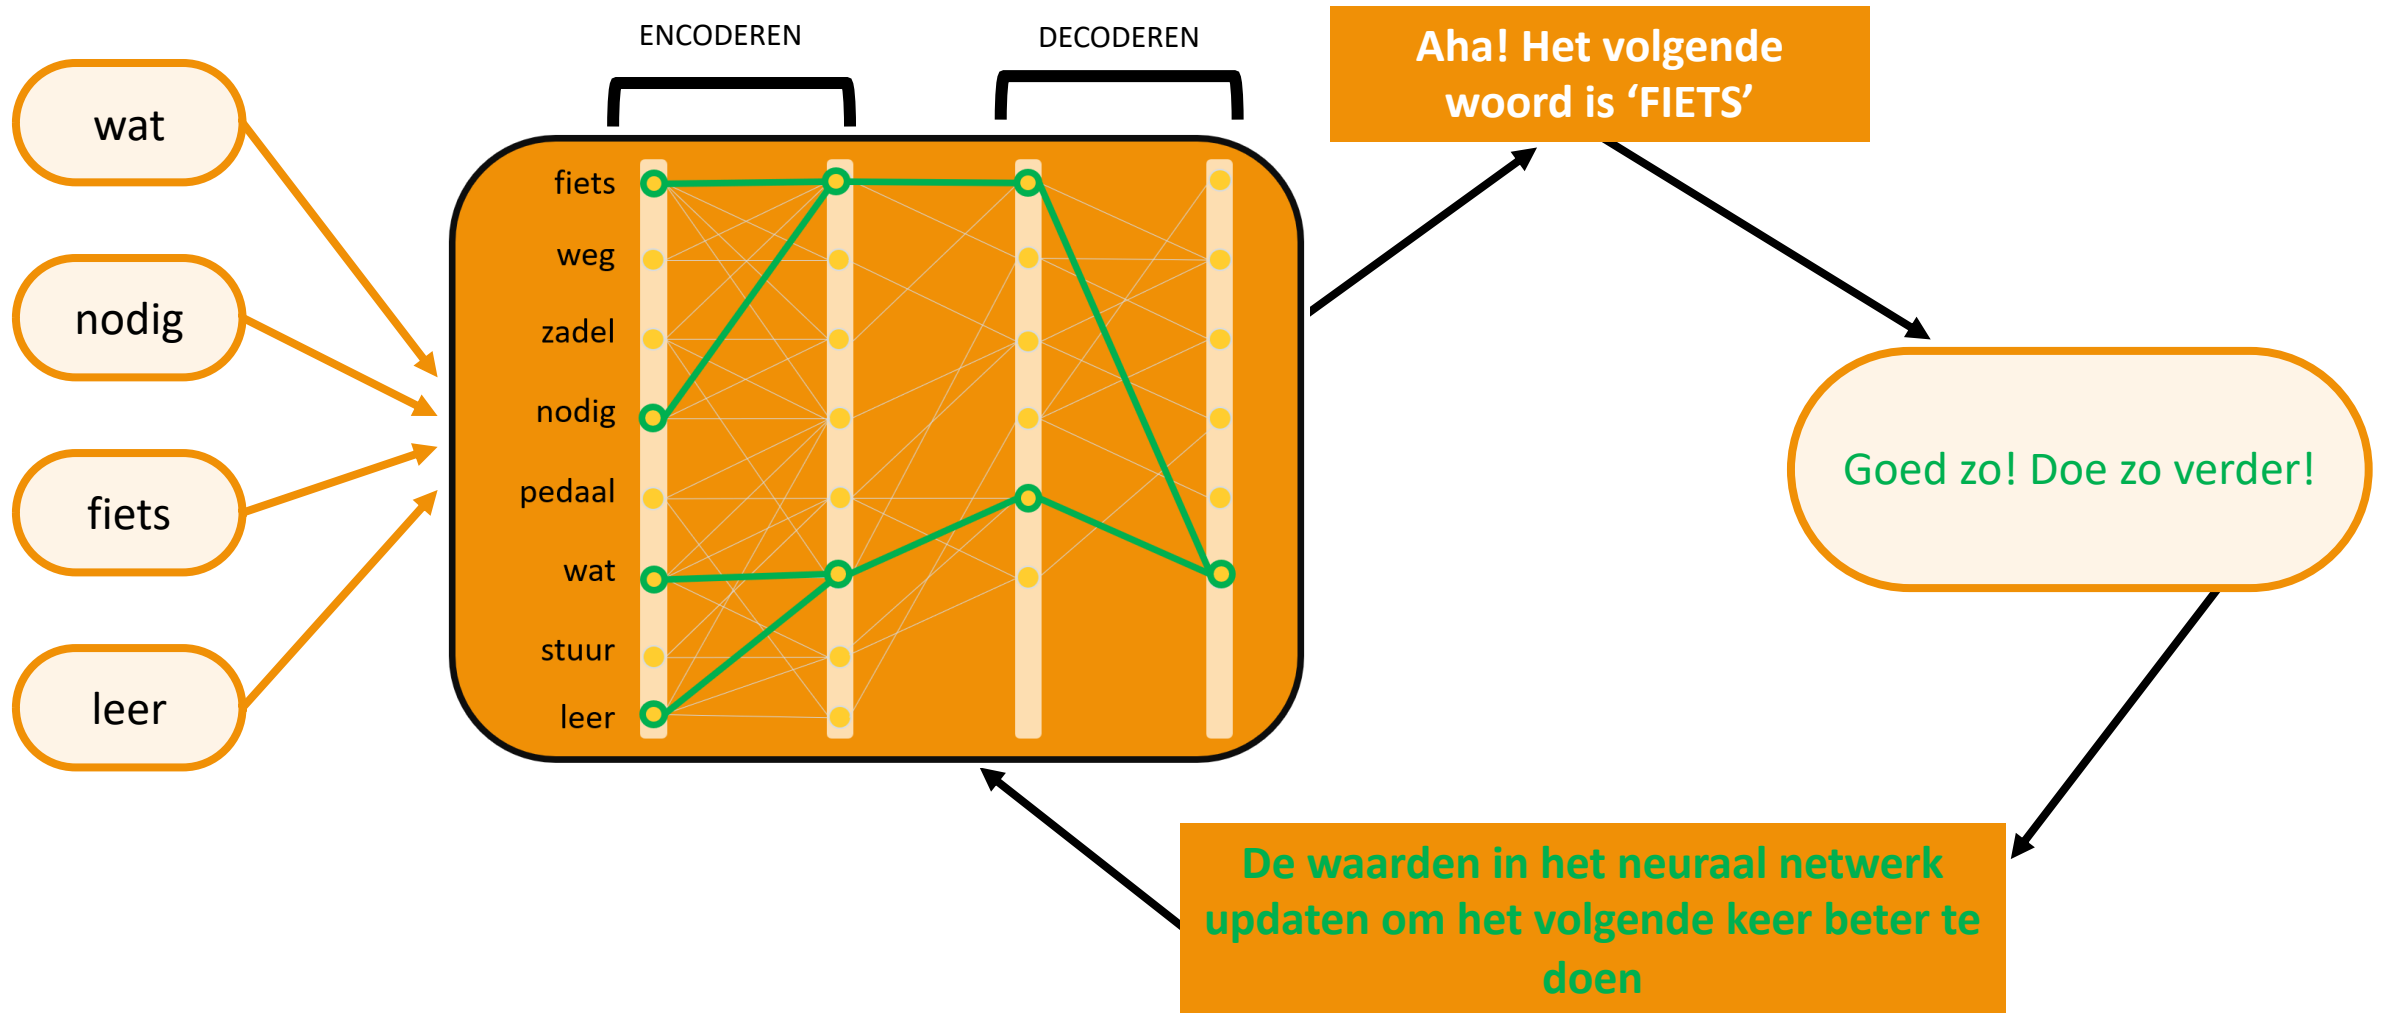 wat
nodig
fiets
leer
ENCODEREN
DECODEREN
fiets
weg
zadel
nodig
pedaal
wat
stuur
leer
Aha! Het volgende
woord is ‘FIETS’
Goed zo! Doe zo verder!
De waarden in het neuraal netwerk
updaten om het volgende keer beter te
doen